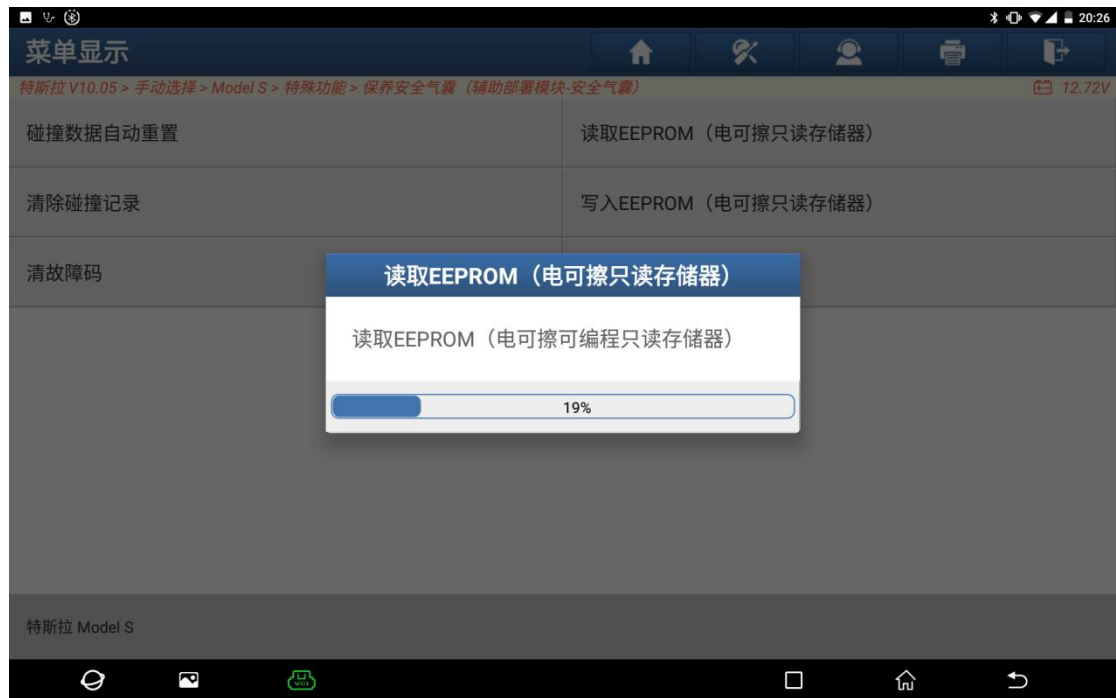 20:26
菜单显示
特斯拉 V10.05 > 手动选择 > Model S > 特殊功能 > 保养安全气囊（辅助部署模块-安全气囊）
12.72V
碰撞数据自动重置
读取EEPROM（电可擦只读存储器）
清除碰撞记录
写入EEPROM（电可擦只读存储器）
清故障码
读取EEPROM（电可擦只读存储器）
读取EEPROM（电可擦可编程只读存储器）
19%
特斯拉 Model S
VCI